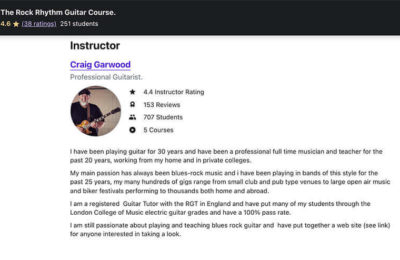 The Rock Rhythm Guitar Course.
4.6 ★ (38 ratings) 251 students
Instructor
Craig Garwood
Professional Guitarist.
4.4 Instructor Rating
153 Reviews
707 Students
5 Courses
I have been playing guitar for 30 years and have been a professional full time musician and teacher for the
past 20 years, working from my home and in private colleges.
My main passion has always been blues-rock music and i have been playing in bands of this style for the
past 25 years, my many hundreds of gigs range from small club and pub type venues to large open air music
and biker festivals performing to thousands both home and abroad.
I am a registered Guitar Tutor with the RGT in England and have put many of my students through the
London College of Music electric guitar grades and have a 100% pass rate.
I am still passionate about playing and teaching blues rock guitar and have put together a web site (see link)
for anyone interested in taking a look.